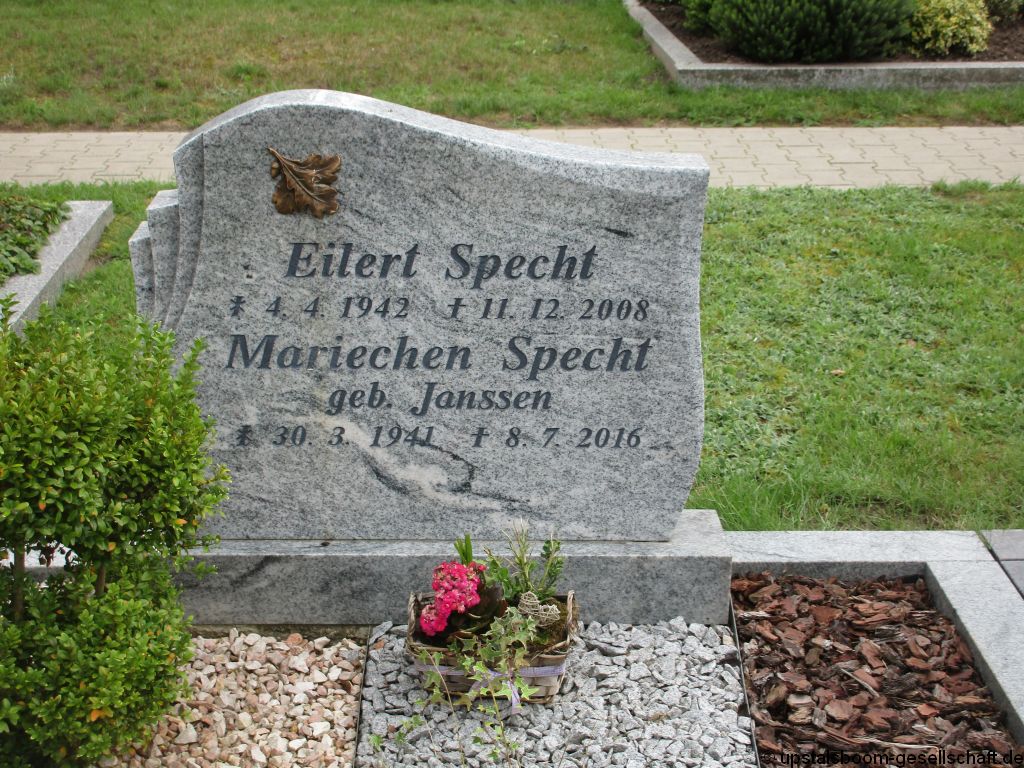 Eilert Specht
* 4. 4. 1942 † 11. 12. 2008
Mariechen Specht
geb. Janssen
* 30. 3. 1941 † 8. 7. 2016
© upstalsboom-gesellschaft.de